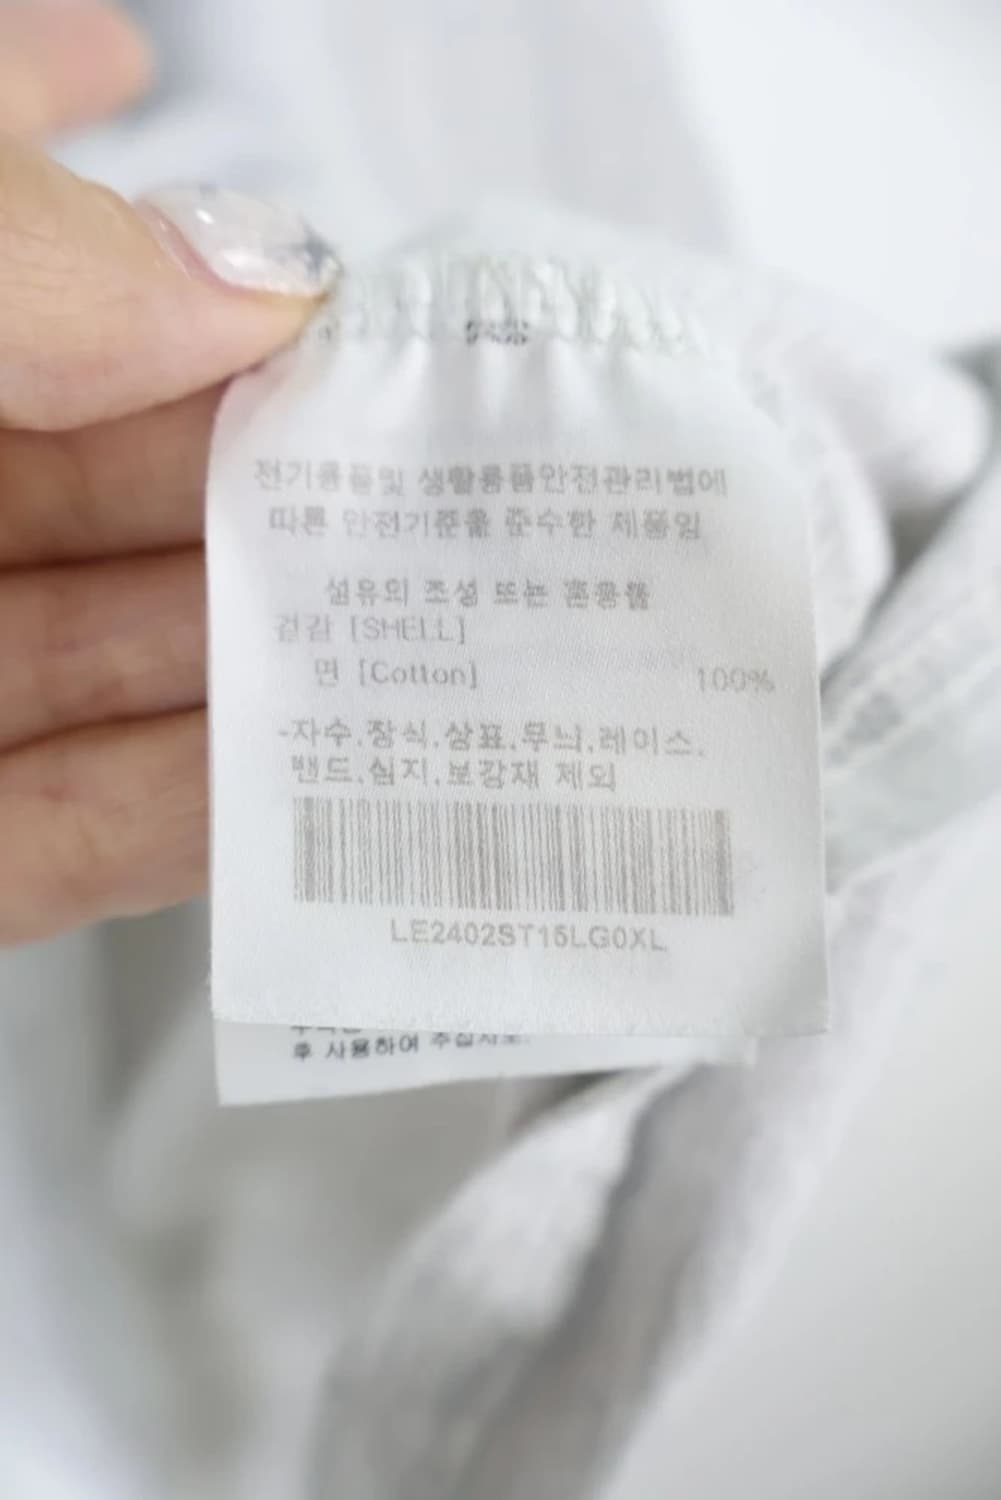 전기용품및 생활용품안전관리법에
따른 안전기준을 준수한 제품임
섬유의 조성 또는 혼용률
겉감 [SHELL]
면 [Cotton] 100%
-자수.장식.상표.무늬.레이스.
밴드.심지.보강재 제외
LE2402ST15LG0XL
후 사용하여 주십시오.